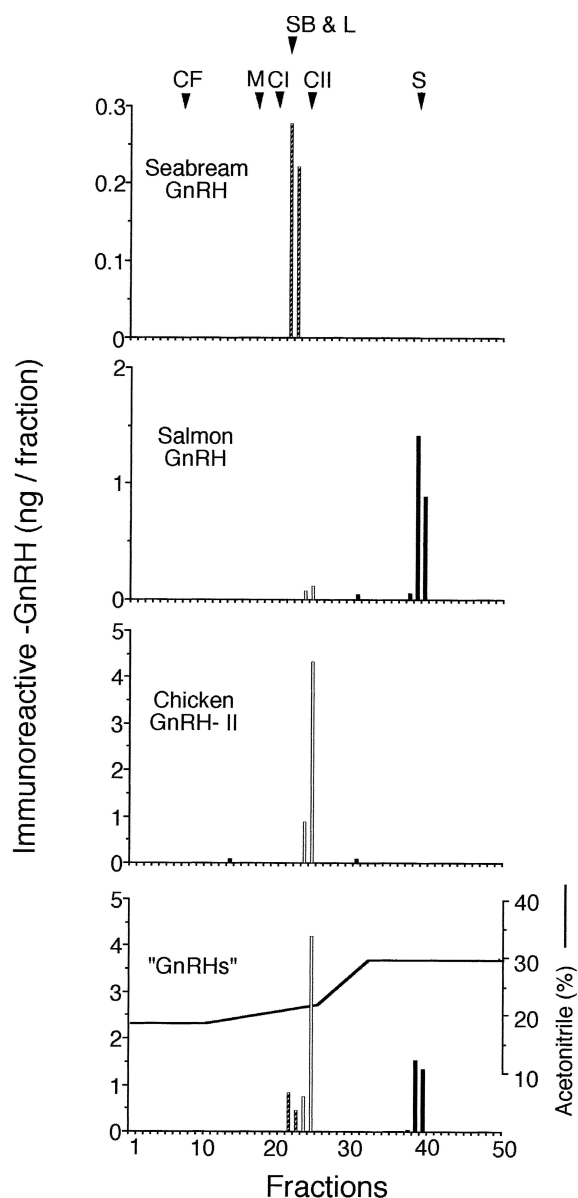 SB & L
CF M CI CII S
0.3
Seabream
GnRH
0.2
0.1
0
2
Salmon
GnRH
1
0
5
Chicken
GnRH- II
4
3
2
1
0
5
40
"GnRHs"
4
30
3
20
2
10
1
0
1 10 20 30 40 50
Fractions
Immunoreactive -GnRH (ng / fraction)
Acetonitrile (%)